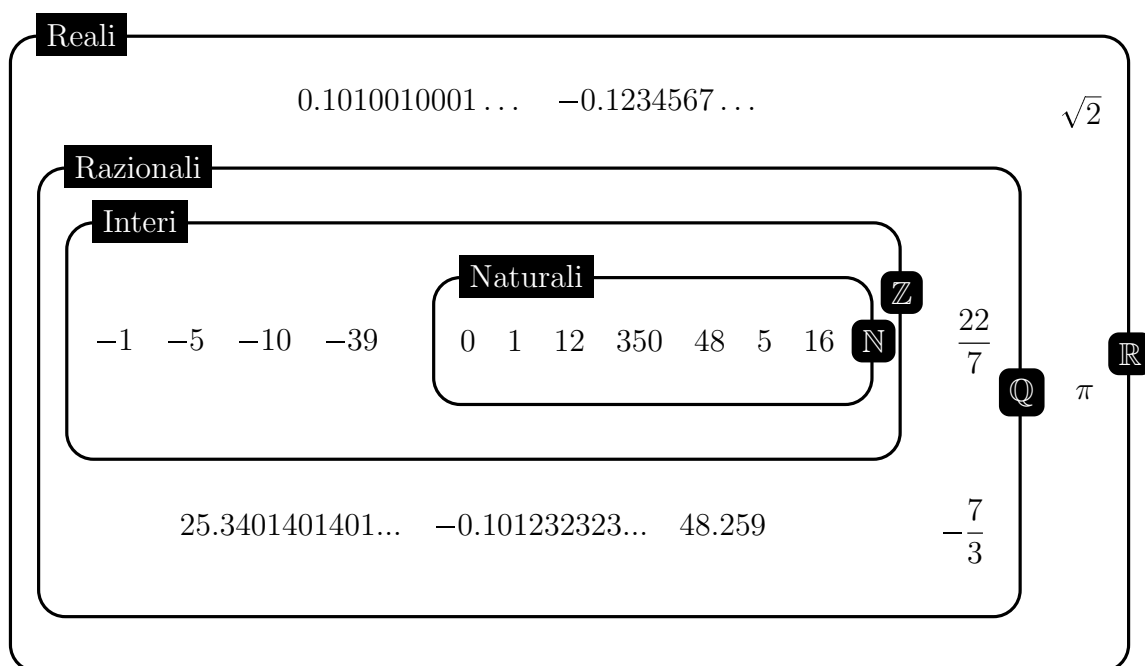 Reali
0.1010010001 … −0.1234567 … √2
Razionali
Interi
Naturali
ℤ
−1 −5 −10 −39 0 1 12 350 48 5 16 ℕ 22/7 ℝ
ℚ π
25.3401401401... −0.101232323... 48.259 −7/3